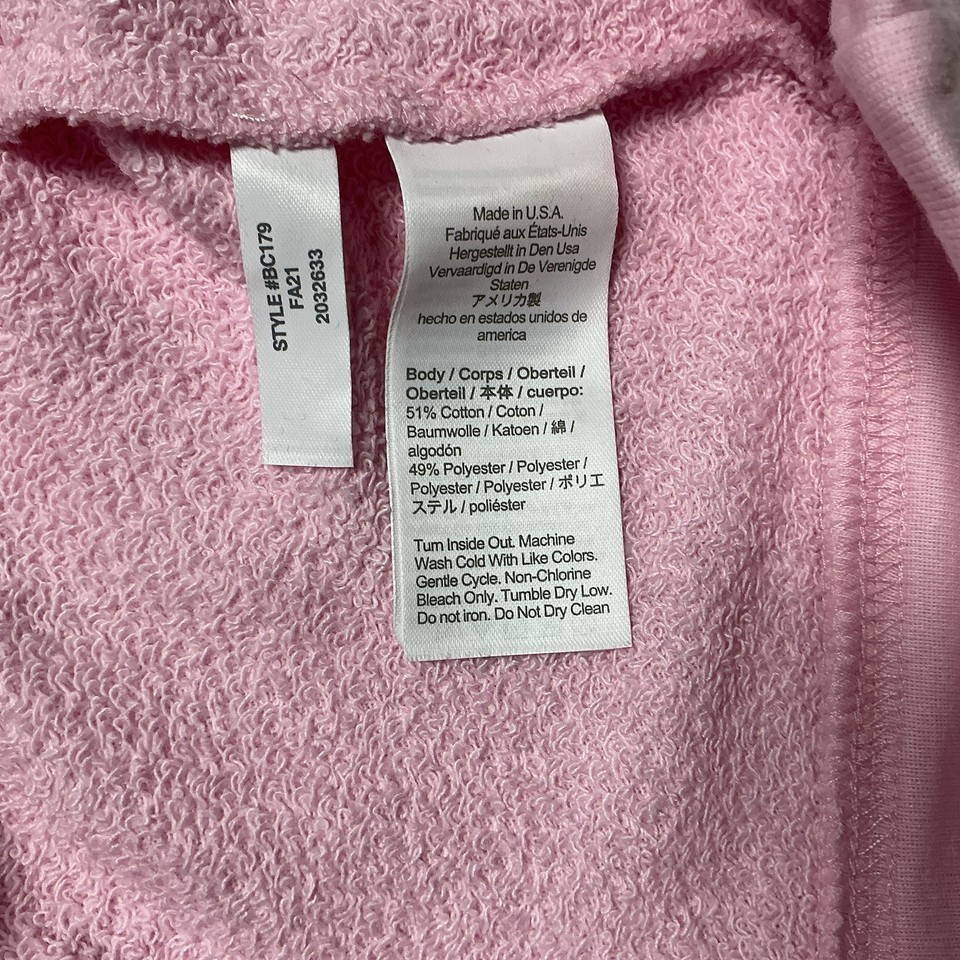 STYLE #BC179
FA21
2032633
Made in U.S.A.
Fabriqué aux États-Unis
Hergestellt in Den Usa
Vervaardigd in De Verenigde
Staten
アメリカ製
hecho en estados unidos de
america
Body / Corps / Oberteil /
Oberteil / 本体 / cuerpo:
51% Cotton / Coton /
Baumwolle / Katoen / 綿 /
algodón
49% Polyester / Polyester /
Polyester / Polyester / ポリエ
ステル / poliéster
Turn Inside Out. Machine
Wash Cold With Like Colors.
Gentle Cycle. Non-Chlorine
Bleach Only. Tumble Dry Low.
Do not iron. Do Not Dry Clean